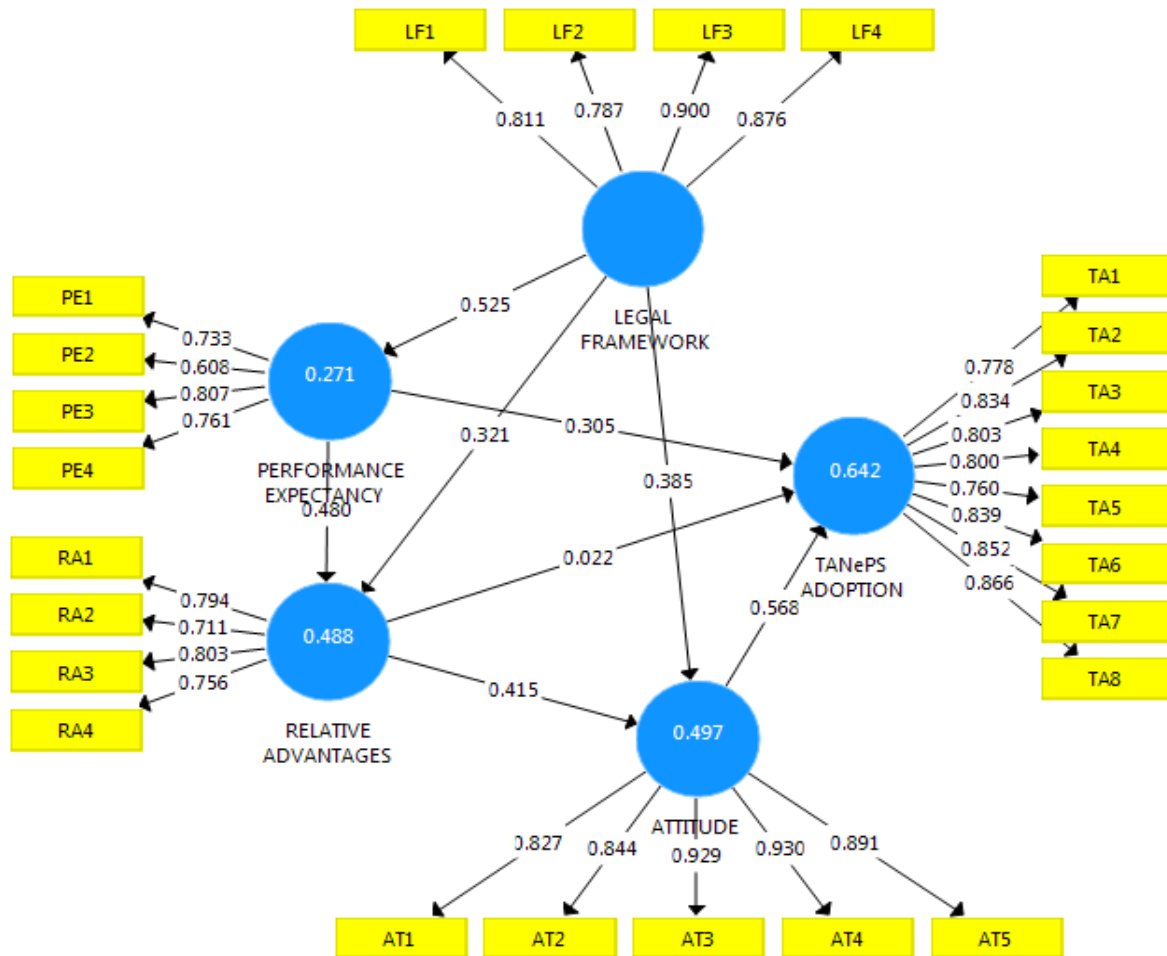 LF1
LF2
LF3
LF4
0.811
0.787
0.900
0.876
LEGAL
FRAMEWORK
PE1
PE2
PE3
PE4
0.733
0.608
0.807
0.761
0.271
PERFORMANCE
EXPECTANCY
0.525
0.321
0.385
0.305
0.480
0.022
0.415
0.568
RA1
RA2
RA3
RA4
0.794
0.711
0.803
0.756
0.488
RELATIVE
ADVANTAGES
0.642
TANePS
ADOPTION
TA1
TA2
TA3
TA4
TA5
TA6
TA7
TA8
0.778
0.834
0.803
0.800
0.760
0.839
0.852
0.866
0.497
ATTITUDE
0.827
0.844
0.929
0.930
0.891
AT1
AT2
AT3
AT4
AT5